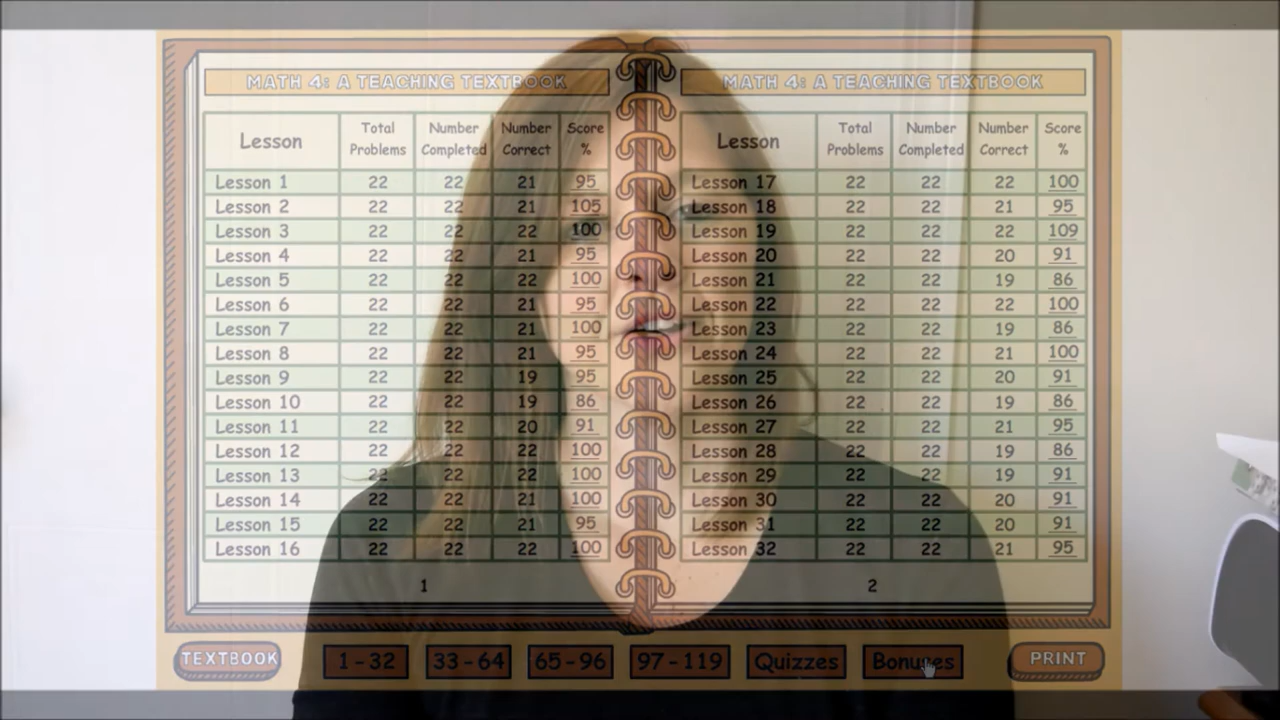 MATH 4: A TEACHING TEXTBOOK
Lesson Total Problems Number Completed Number Correct Score %
Lesson 1 22 22 21 95
Lesson 2 22 22 21 105
Lesson 3 22 22 22 100
Lesson 4 22 22 21 95
Lesson 5 22 22 22 100
Lesson 6 22 22 21 95
Lesson 7 22 22 21 100
Lesson 8 22 22 21 95
Lesson 9 22 22 19 95
Lesson 10 22 22 19 86
Lesson 11 22 22 20 91
Lesson 12 22 22 22 100
Lesson 13 22 22 22 100
Lesson 14 22 22 21 100
Lesson 15 22 22 21 95
Lesson 16 22 22 22 100
1
MATH 4: A TEACHING TEXTBOOK
Lesson Total Problems Number Completed Number Correct Score %
Lesson 17 22 22 22 100
Lesson 18 22 22 21 95
Lesson 19 22 22 22 109
Lesson 20 22 22 20 91
Lesson 21 22 22 19 86
Lesson 22 22 22 22 100
Lesson 23 22 22 19 86
Lesson 24 22 22 21 100
Lesson 25 22 22 20 91
Lesson 26 22 22 19 86
Lesson 27 22 22 21 95
Lesson 28 22 22 19 86
Lesson 29 22 22 19 91
Lesson 30 22 22 20 91
Lesson 31 22 22 20 91
Lesson 32 22 22 21 95
2
TEXTBOOK 1-32 33-64 65-96 97-119 Quizzes Bonuses PRINT